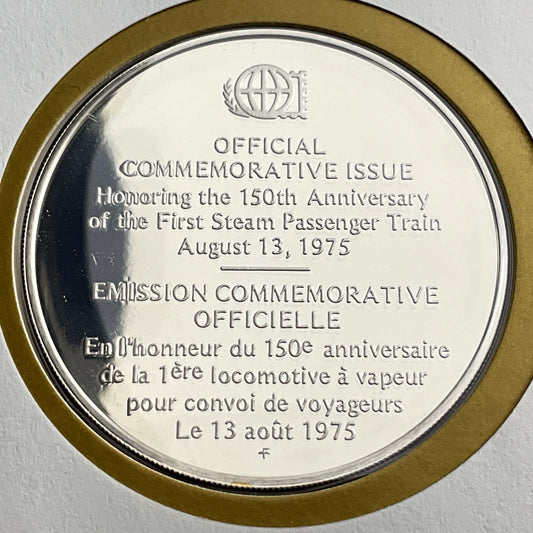 OFFICIAL
COMMEMORATIVE ISSUE
Honoring the 150th Anniversary
of the First Steam Passenger Train
August 13, 1975
EMISSION COMMEMORATIVE
OFFICIELLE
En l'honneur du 150e anniversaire
de la 1ère locomotive à vapeur
pour convoi de voyageurs
Le 13 août 1975